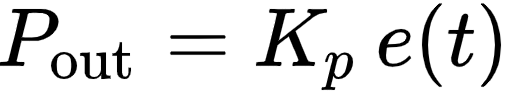 P_out = K_p e(t)